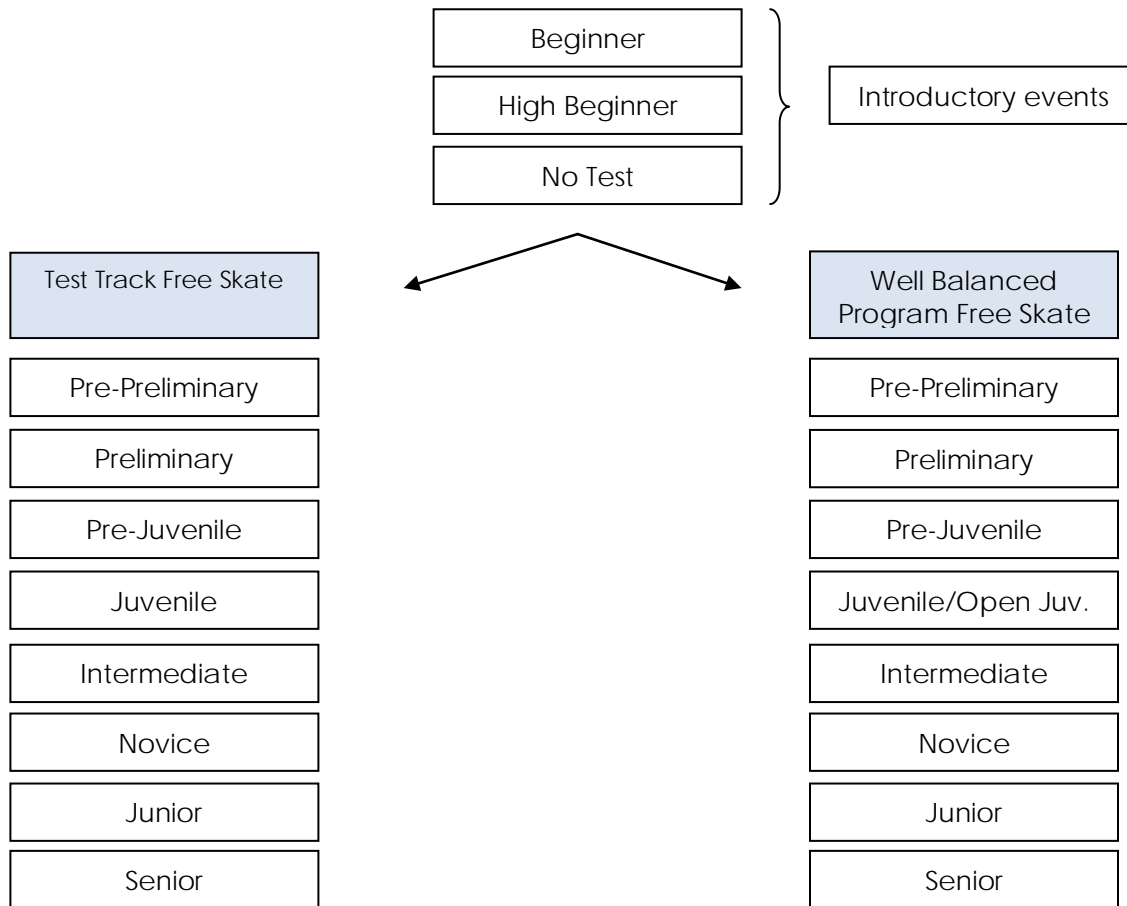 Beginner
High Beginner
Introductory events
No Test
Test Track Free Skate
Well Balanced
Program Free Skate
Pre-Preliminary
Preliminary
Pre-Juvenile
Juvenile
Intermediate
Novice
Junior
Senior
Pre-Preliminary
Preliminary
Pre-Juvenile
Juvenile/Open Juv.
Intermediate
Novice
Junior
Senior